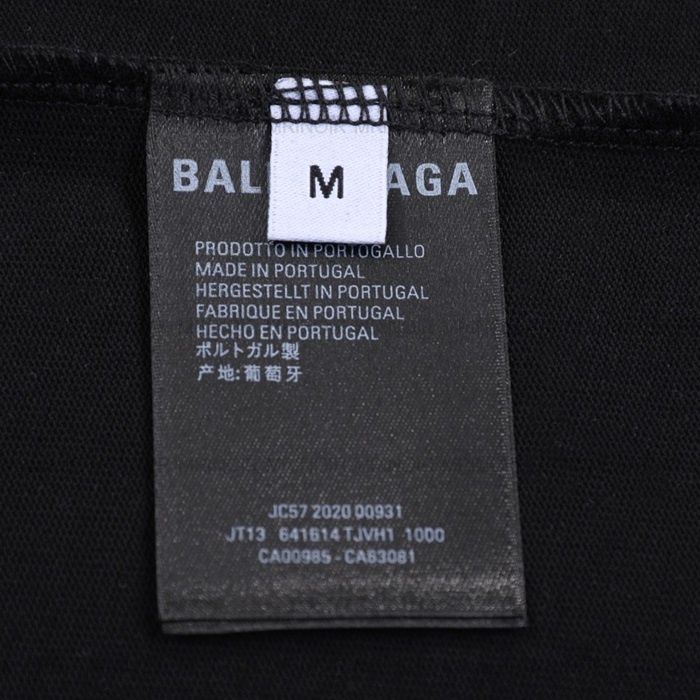 BAL AGA
M
PRODOTTO IN PORTOGALLO
MADE IN PORTUGAL
HERGESTELLT IN PORTUGAL
FABRIQUE EN PORTUGAL
HECHO EN PORTUGAL
ポルトガル製
产地:葡萄牙
JC57 2020 00931
JT13 641614 TJVH1 1000
CA00985-CA63081